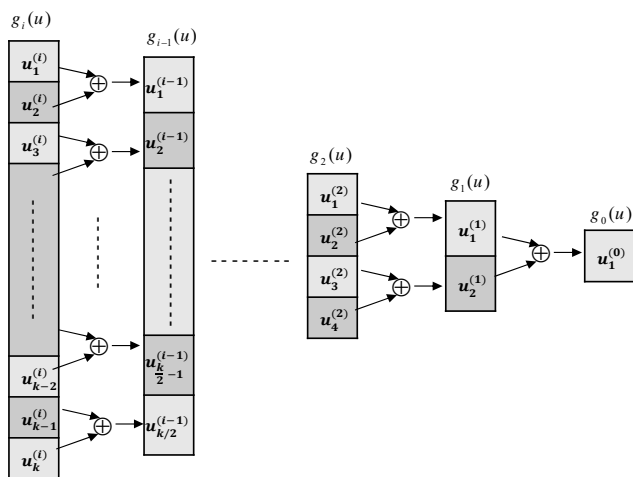 g_i(u)
u_1^{(i)}
u_2^{(i)}
u_3^{(i)}
u_{k-2}^{(i)}
u_{k-1}^{(i)}
u_k^{(i)}
g_{i-1}(u)
u_1^{(i-1)}
u_2^{(i-1)}
u_{\frac{k}{2}-1}^{(i-1)}
u_{k/2}^{(i-1)}
g_2(u)
u_1^{(2)}
u_2^{(2)}
u_3^{(2)}
u_4^{(2)}
g_1(u)
u_1^{(1)}
u_2^{(1)}
g_0(u)
u_1^{(0)}